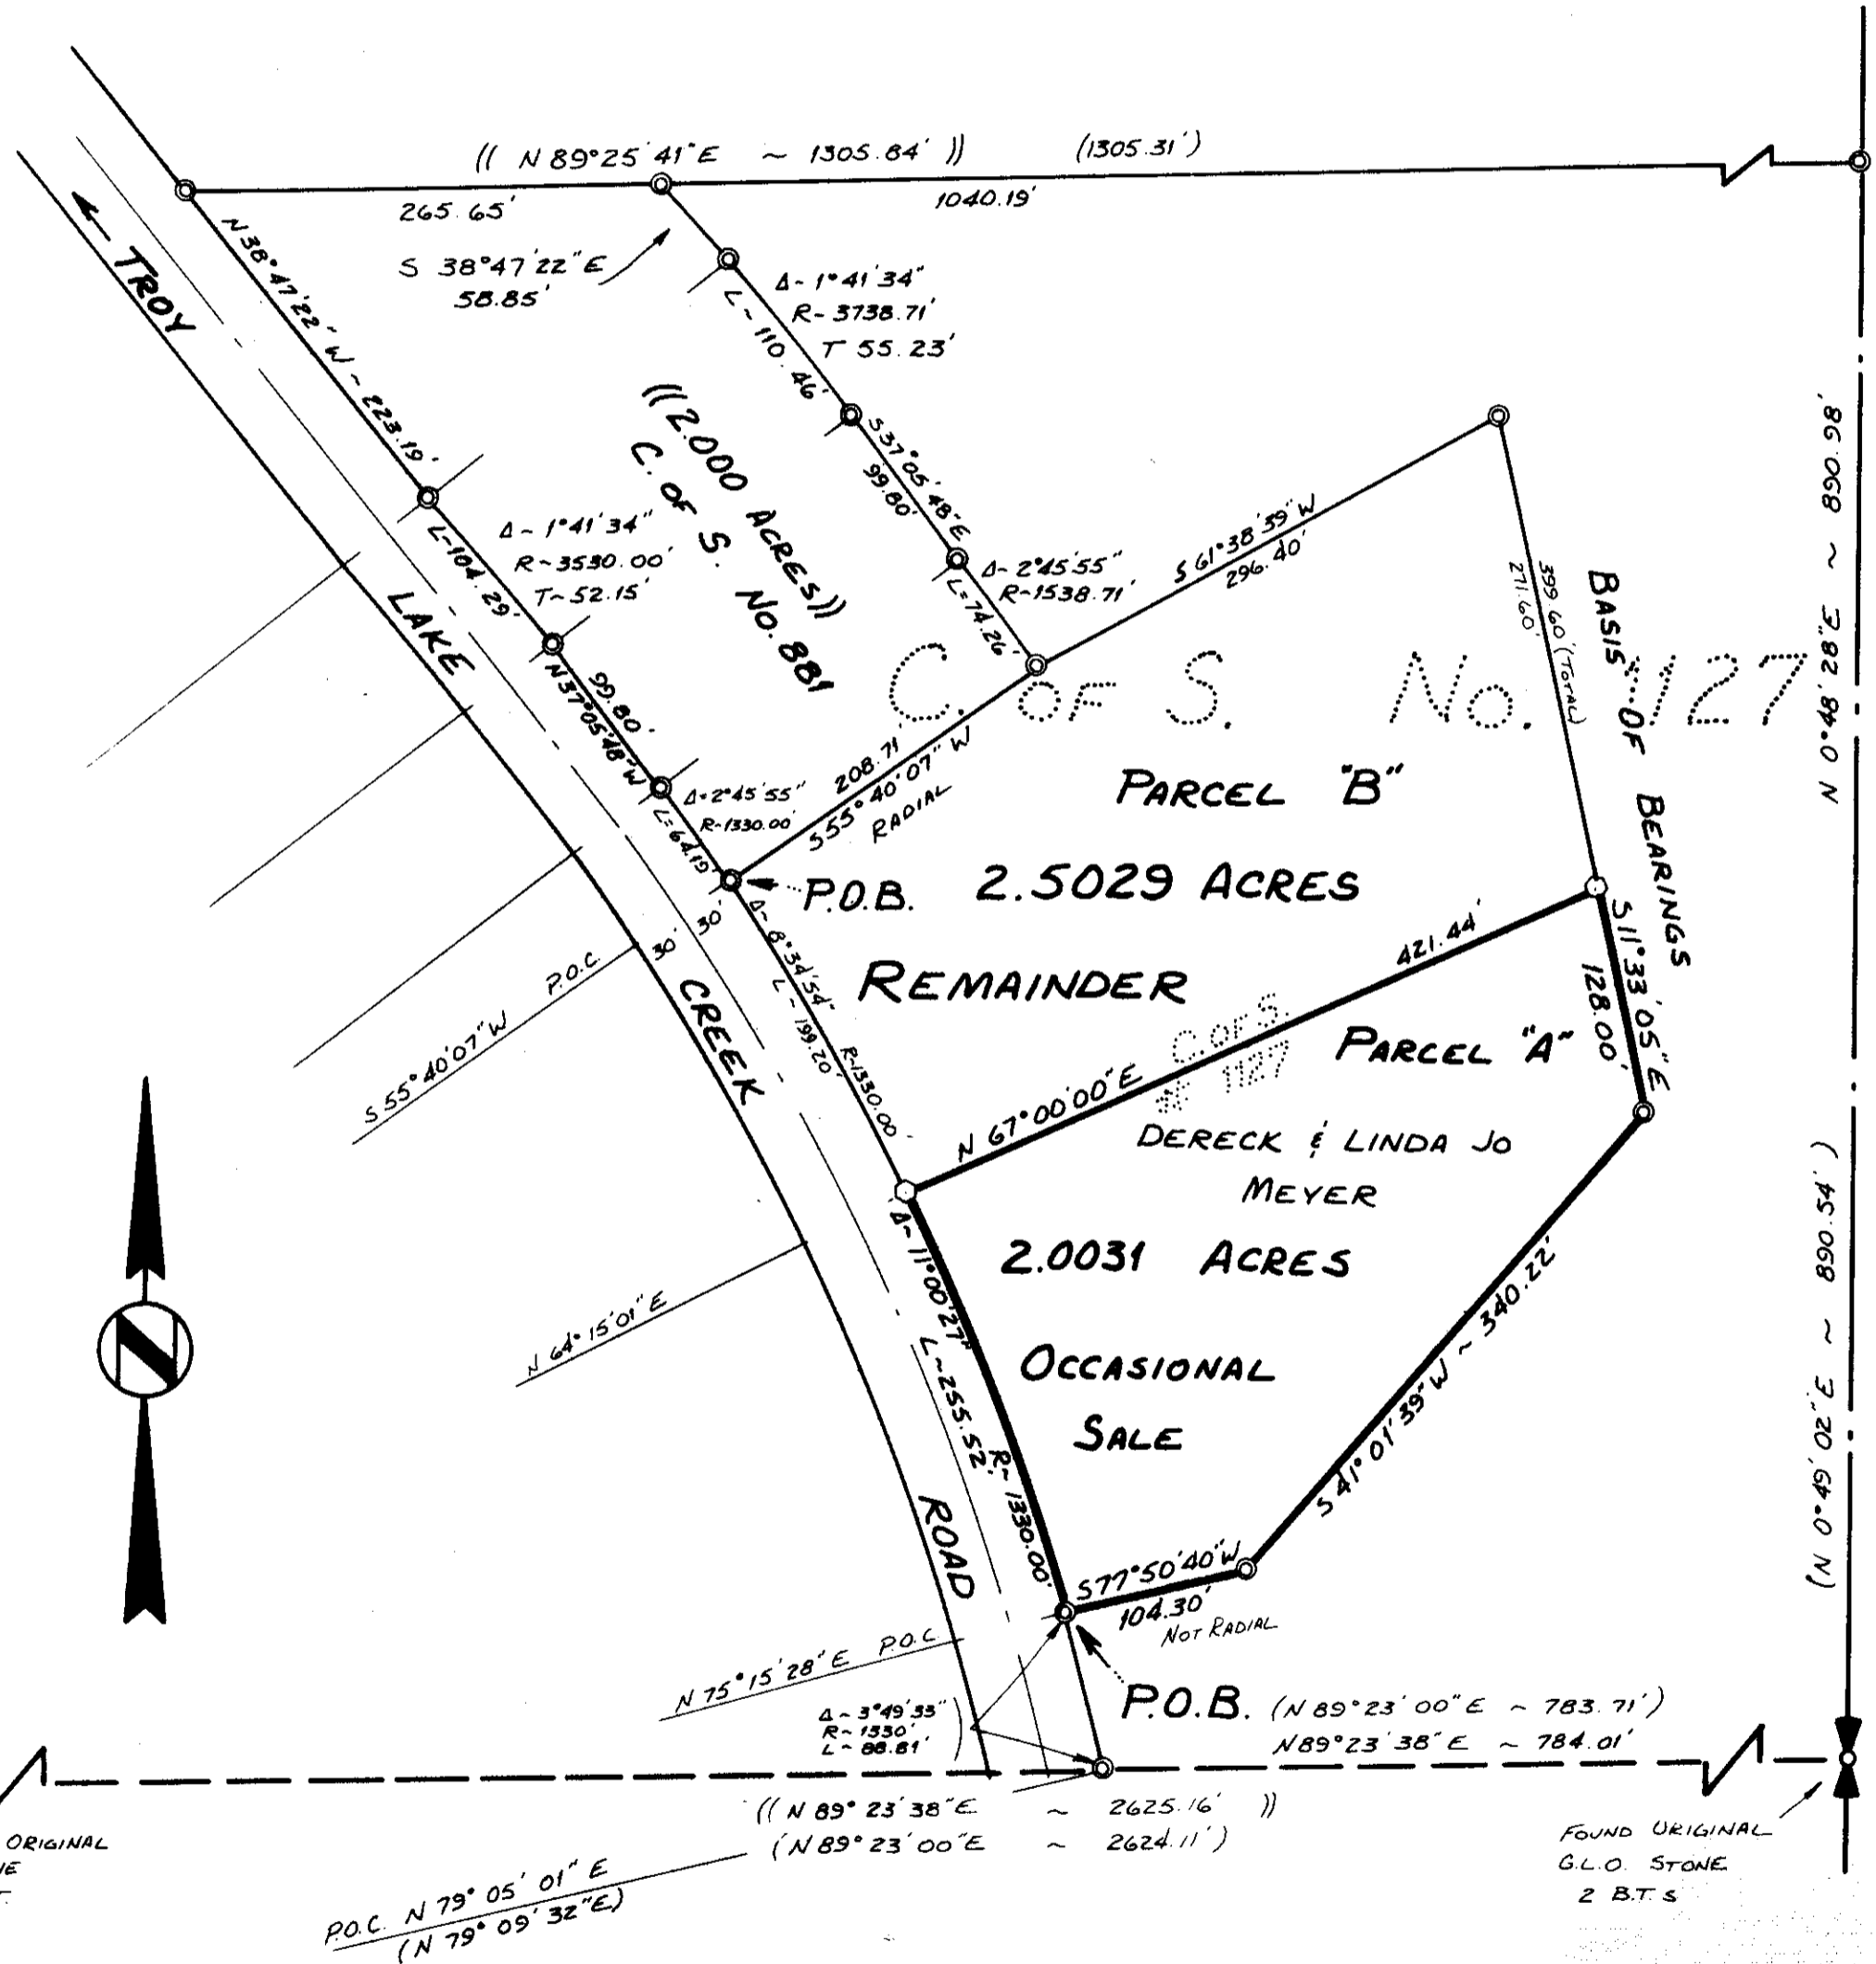 (( N 89°25'41"E ~ 1305.84' )) (1305.31')
265.65'
1040.19'
S 38°47'22"E
58.85'
TROY
N38°47'22"W ~ 223.19'
Δ~1°41'34"
R-3738.71'
T 55.23'
L~110.46'
((2.000 ACRES))
C. OF S. No. 881
S37°05'48"E
99.80'
Δ~1°41'34"
R~3530.00'
T~52.15'
L-104.29'
Δ-2°45'55"
R-1538.71'
L=74.26'
S61°38'39"W
296.40'
399.60' (TOTAL)
271.60'
BASIS OF BEARINGS
N 0°48'28"E ~ 890.98'
LAKE
99.80'
N37°05'48"W
C. OF S. No. 1127
Δ=2°45'55"
R-1330.00'
L=64.19'
208.71'
S55°40'07"W
RADIAL
PARCEL "B"
P.O.B.
2.5029 ACRES
30' 30'
Δ~8°34'54"
L~199.20'
R-1330.00'
REMAINDER
421.44'
S11°33'05"E
128.00'
P.O.C.
S 55°40'07"W
CREEK
C. OF S.
# 1127
PARCEL "A"
N 67°00'00"E
DERECK & LINDA JO
MEYER
2.0031 ACRES
Δ~11°00'27"
L~255.52'
R~1330.00'
N 64°15'01"E
N
OCCASIONAL
SALE
S 41°01'39"W ~ 340.22'
(N 0°49'02"E ~ 890.54')
ROAD
S77°50'40"W
104.30'
NOT RADIAL
N 75°15'28"E P.O.C.
Δ~3°49'33"
R~1330'
L~88.81'
P.O.B. (N 89°23'00"E ~ 783.71')
N89°23'38"E ~ 784.01'
(( N 89°23'38"E ~ 2625.16' ))
(N 89°23'00"E ~ 2624.11')
ORIGINAL
P.O.C. N 79°05'01"E
(N 79°09'32"E)
FOUND ORIGINAL
G.L.O. STONE
2 B.T.S